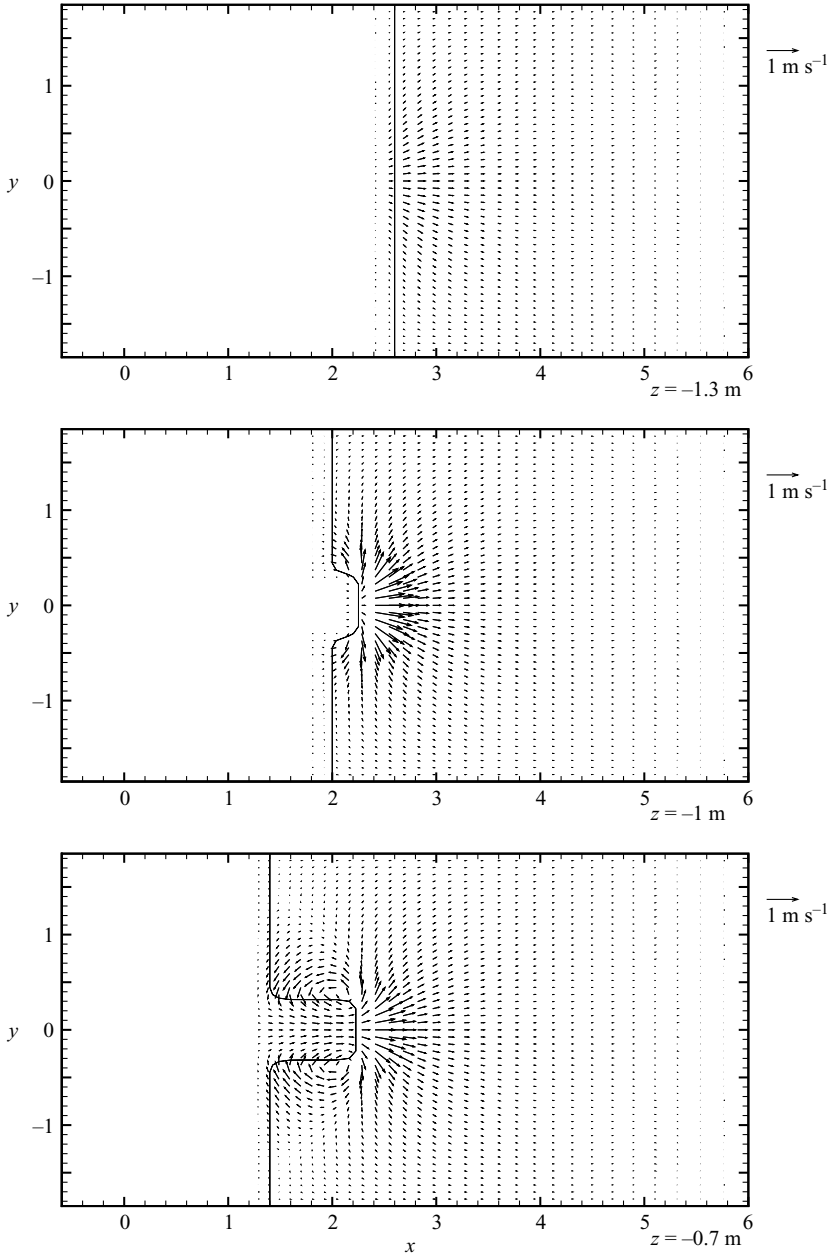 1
1 m s⁻¹
y
0
–1
0 1 2 3 4 5 6
z = –1.3 m
1
1 m s⁻¹
y
0
–1
0 1 2 3 4 5 6
z = –1 m
1
1 m s⁻¹
y
0
–1
0 1 2 3 4 5 6
x
z = –0.7 m